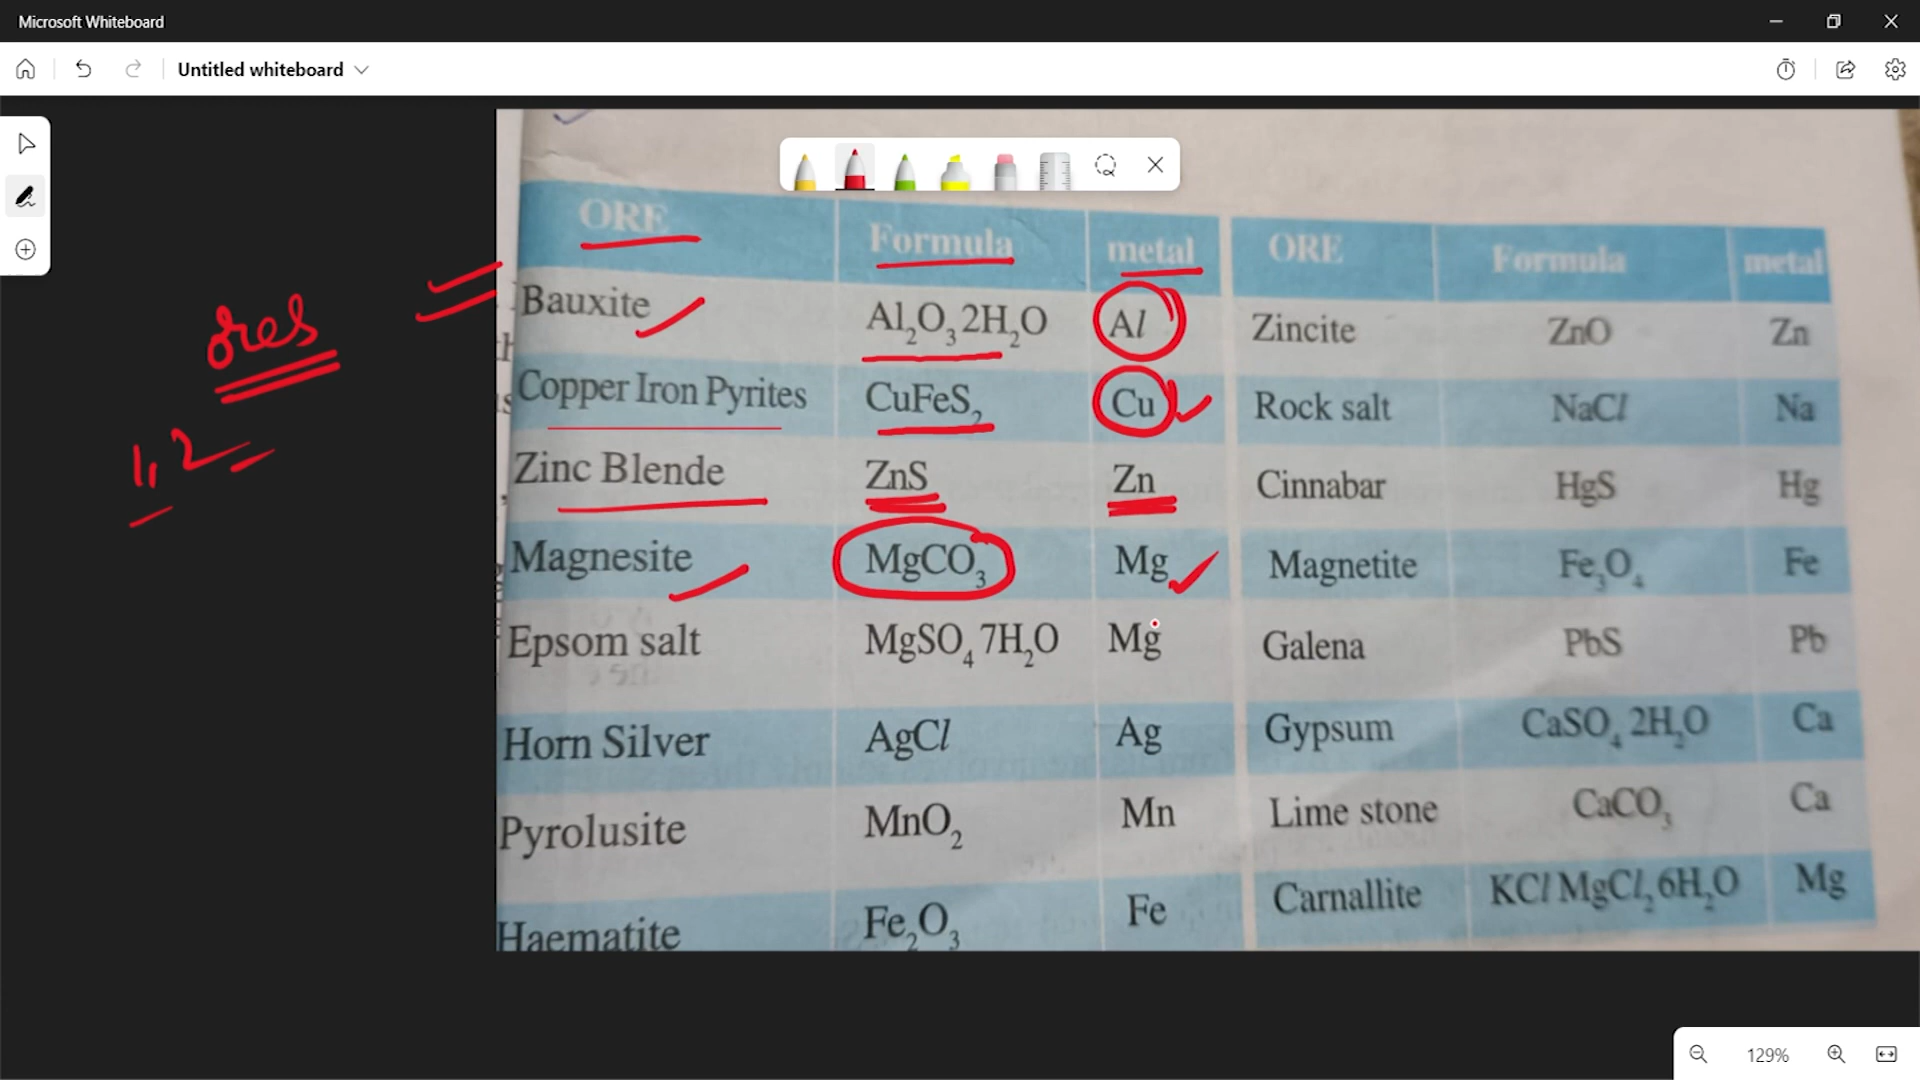 Microsoft Whiteboard
Untitled whiteboard
ORE Formula metal ORE Formula metal
Bauxite Al₂O₃ 2H₂O Al Zincite ZnO Zn
Copper Iron Pyrites CuFeS₂ Cu Rock salt NaCl Na
Zinc Blende ZnS Zn Cinnabar HgS Hg
Magnesite MgCO₃ Mg Magnetite Fe₃O₄ Fe
Epsom salt MgSO₄ 7H₂O Mg Galena PbS Pb
Horn Silver AgCl Ag Gypsum CaSO₄ 2H₂O Ca
Pyrolusite MnO₂ Mn Lime stone CaCO₃ Ca
Haematite Fe₂O₃ Fe Carnallite KCl MgCl₂ 6H₂O Mg
ores
1, 2
129%